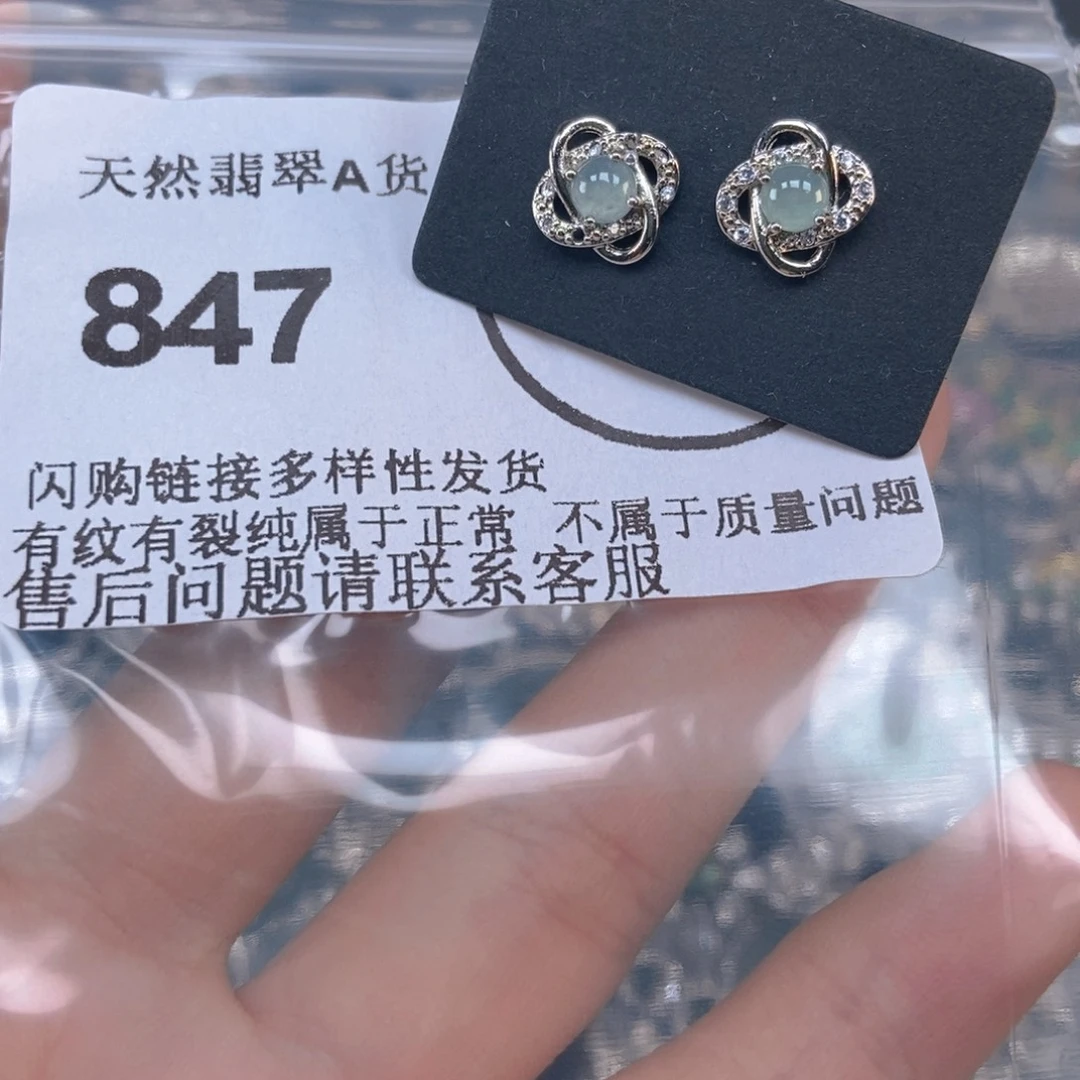 天然翡翠A货
847
闪购链接多样性发货
有纹有裂纯属于正常 不属于质量问题
售后问题请联系客服